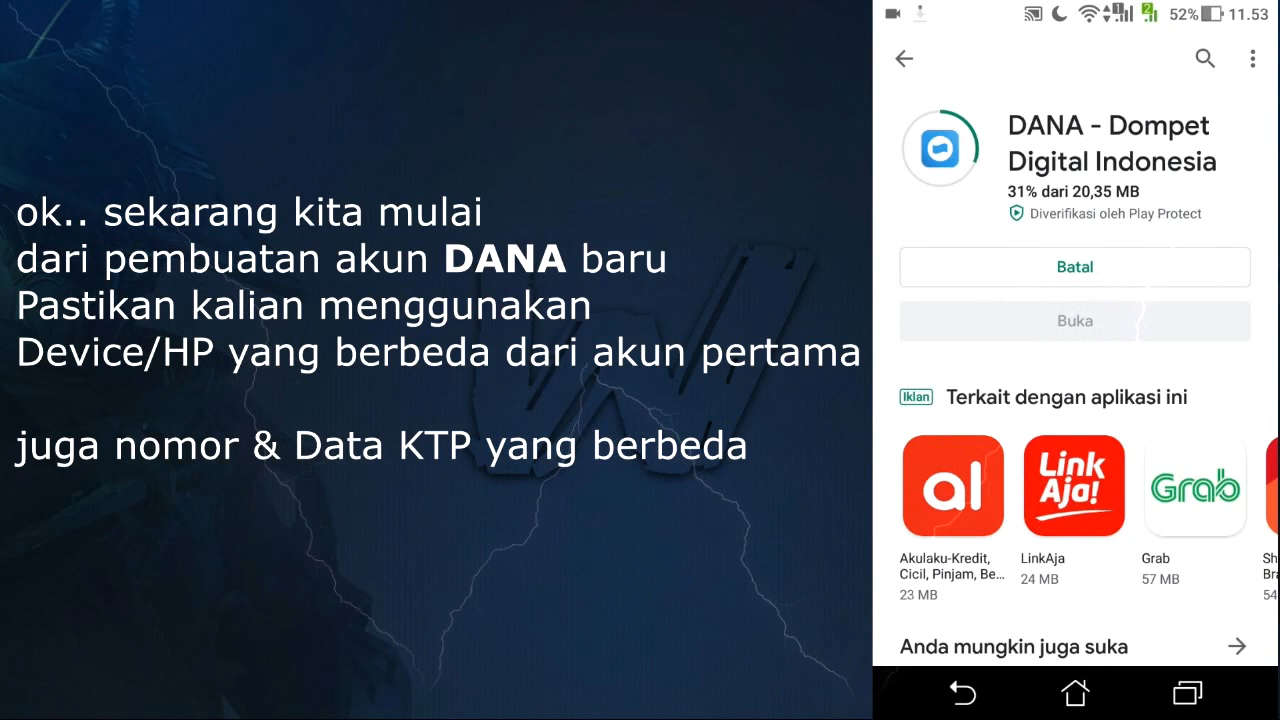 ok.. sekarang kita mulai
dari pembuatan akun DANA baru
Pastikan kalian menggunakan
Device/HP yang berbeda dari akun pertama
juga nomor & Data KTP yang berbeda
52% 11.53
DANA - Dompet
Digital Indonesia
31% dari 20,35 MB
Diverifikasi oleh Play Protect
Batal
Buka
Iklan Terkait dengan aplikasi ini
al
Link
Aja!
Grab
Akulaku-Kredit,
Cicil, Pinjam, Be...
23 MB
LinkAja
24 MB
Grab
57 MB
Sh
Bra
54
Anda mungkin juga suka